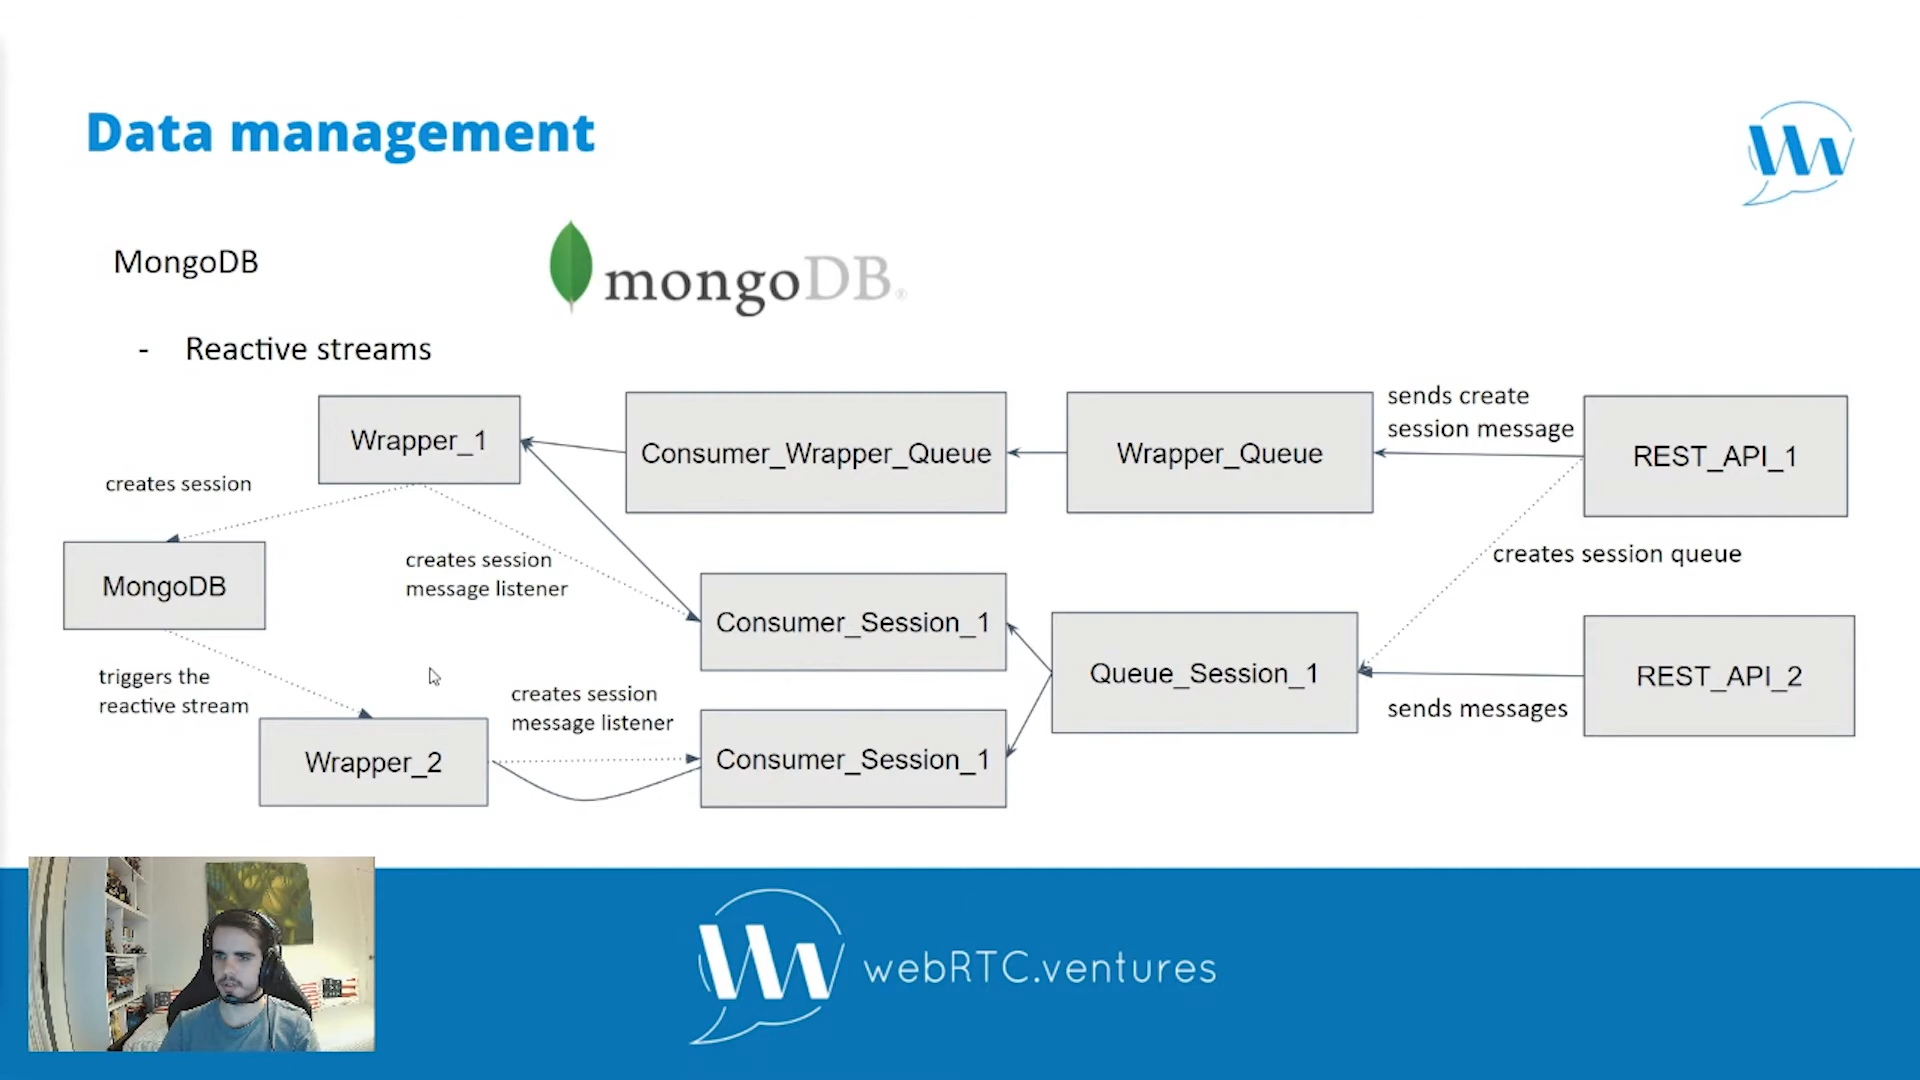 Data management
MongoDB
mongoDB®
- Reactive streams
sends create
session message
Wrapper_1
Consumer_Wrapper_Queue
Wrapper_Queue
REST_API_1
creates session
creates session
message listener
creates session queue
MongoDB
Consumer_Session_1
Queue_Session_1
REST_API_2
triggers the
reactive stream
creates session
message listener
sends messages
Wrapper_2
Consumer_Session_1
webRTC.ventures